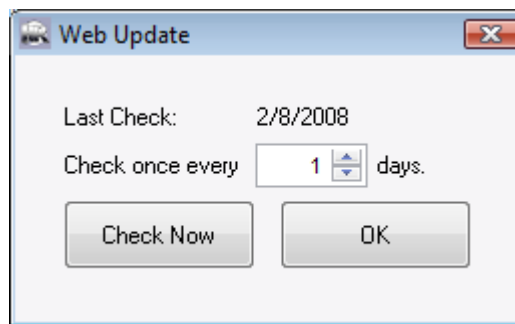 Web Update
Last Check: 2/8/2008
Check once every 1 days.
Check Now OK